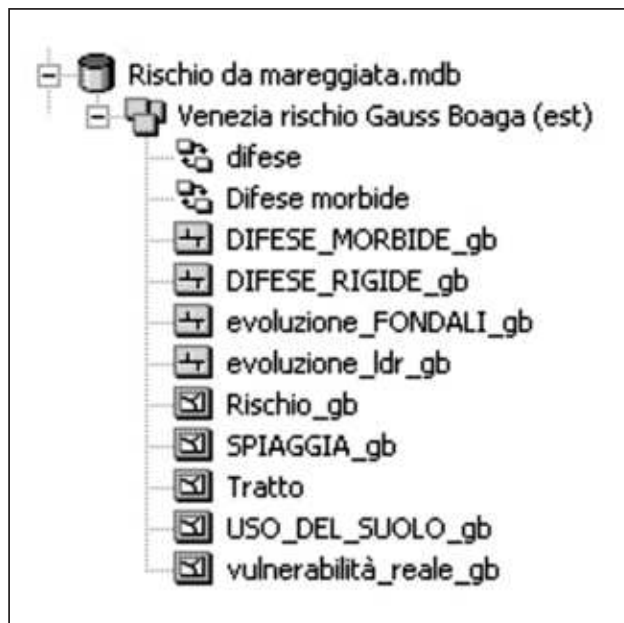 Rischio da mareggiata.mdb
Venezia rischio Gauss Boaga (est)
difese
Difese morbide
DIFESE_MORBIDE_gb
DIFESE_RIGIDE_gb
evoluzione_FONDALI_gb
evoluzione_ldr_gb
Rischio_gb
SPIAGGIA_gb
Tratto
USO_DEL_SUOLO_gb
vulnerabilità_reale_gb